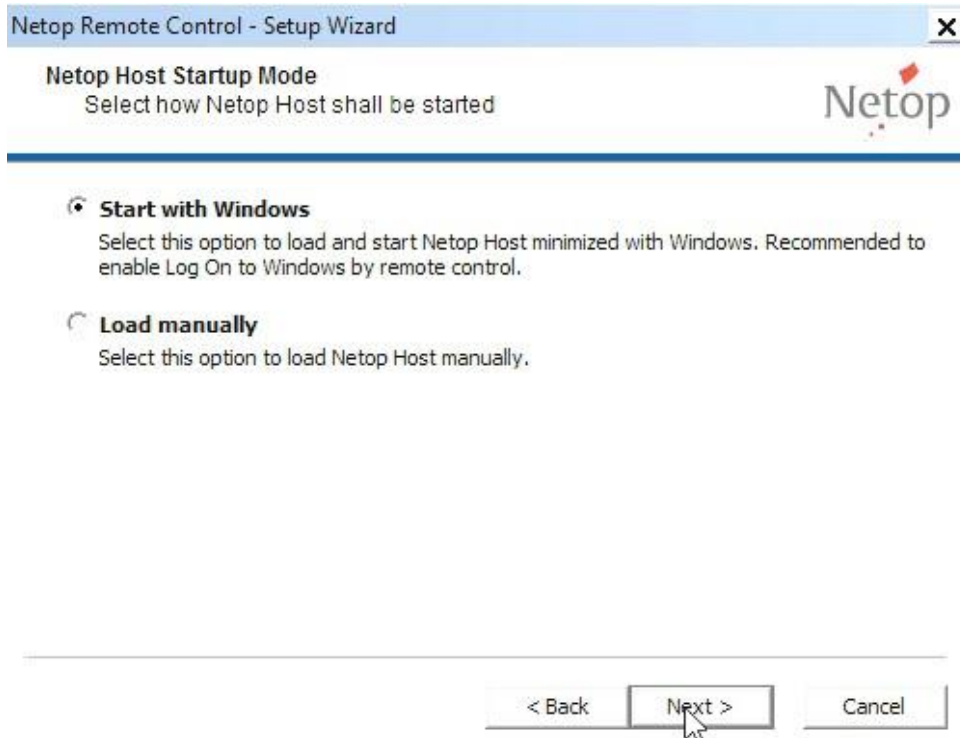 Netop Remote Control - Setup Wizard
Netop Host Startup Mode
Select how Netop Host shall be started
Netop
Start with Windows
Select this option to load and start Netop Host minimized with Windows. Recommended to
enable Log On to Windows by remote control.
Load manually
Select this option to load Netop Host manually.
< Back
Next >
Cancel